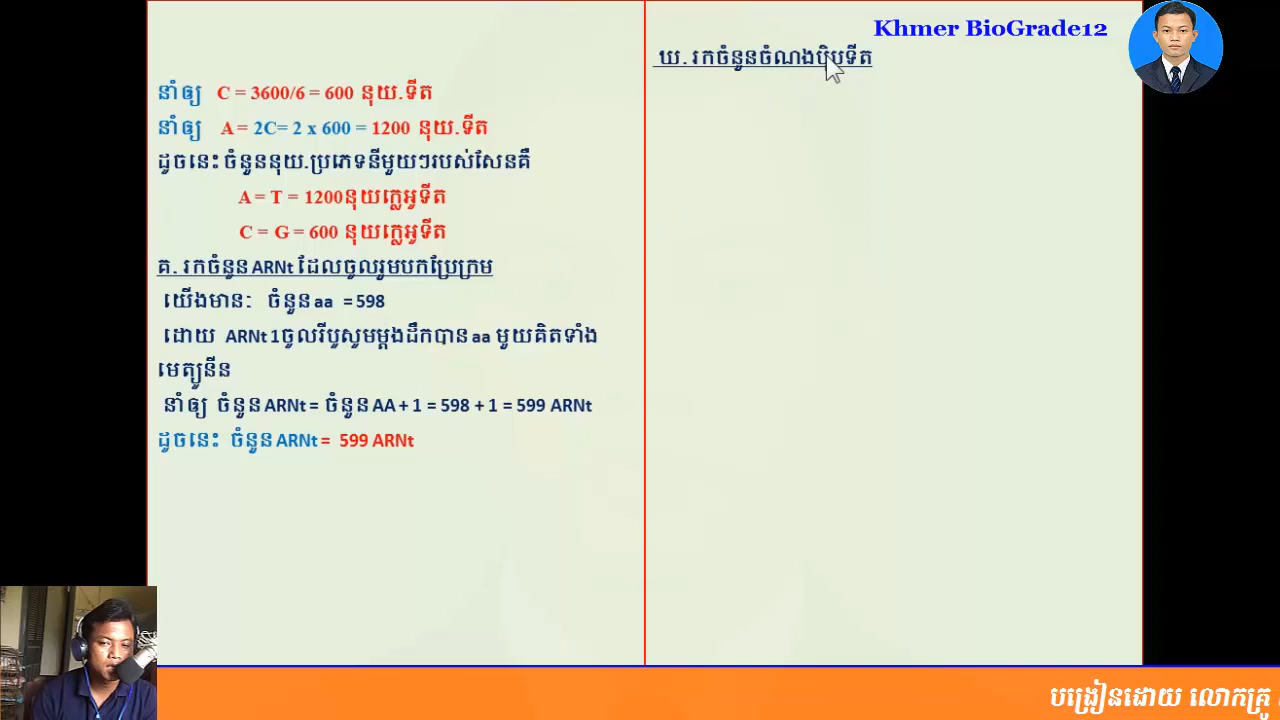 Khmer BioGrade12
នាំឲ្យ C = 3600/6 = 600 នុយ.ទីត
នាំឲ្យ A = 2C= 2 x 600 = 1200 នុយ.ទីត
ដូចនេះ ចំនួននុយ.ប្រភេទនីមួយៗរបស់សែនគឺ
A = T = 1200នុយក្លេអូទីត
C = G = 600 នុយក្លេអូទីត
គ. រកចំនួន ARNt ដែលចូលរួមបកប្រែក្រម
យើងមានៈ ចំនួន aa = 598
ដោយ ARNt 1ចូលរីបូសូមម្តងដឹកបាន aa មួយគិតទាំង
មេត្យូនីន
នាំឲ្យ ចំនួន ARNt = ចំនួន AA + 1 = 598 + 1 = 599 ARNt
ដូចនេះ ចំនួន ARNt = 599 ARNt
ឃ. រកចំនួនចំណងប៉ិបទីត
បង្រៀនដោយ លោកគ្រូ